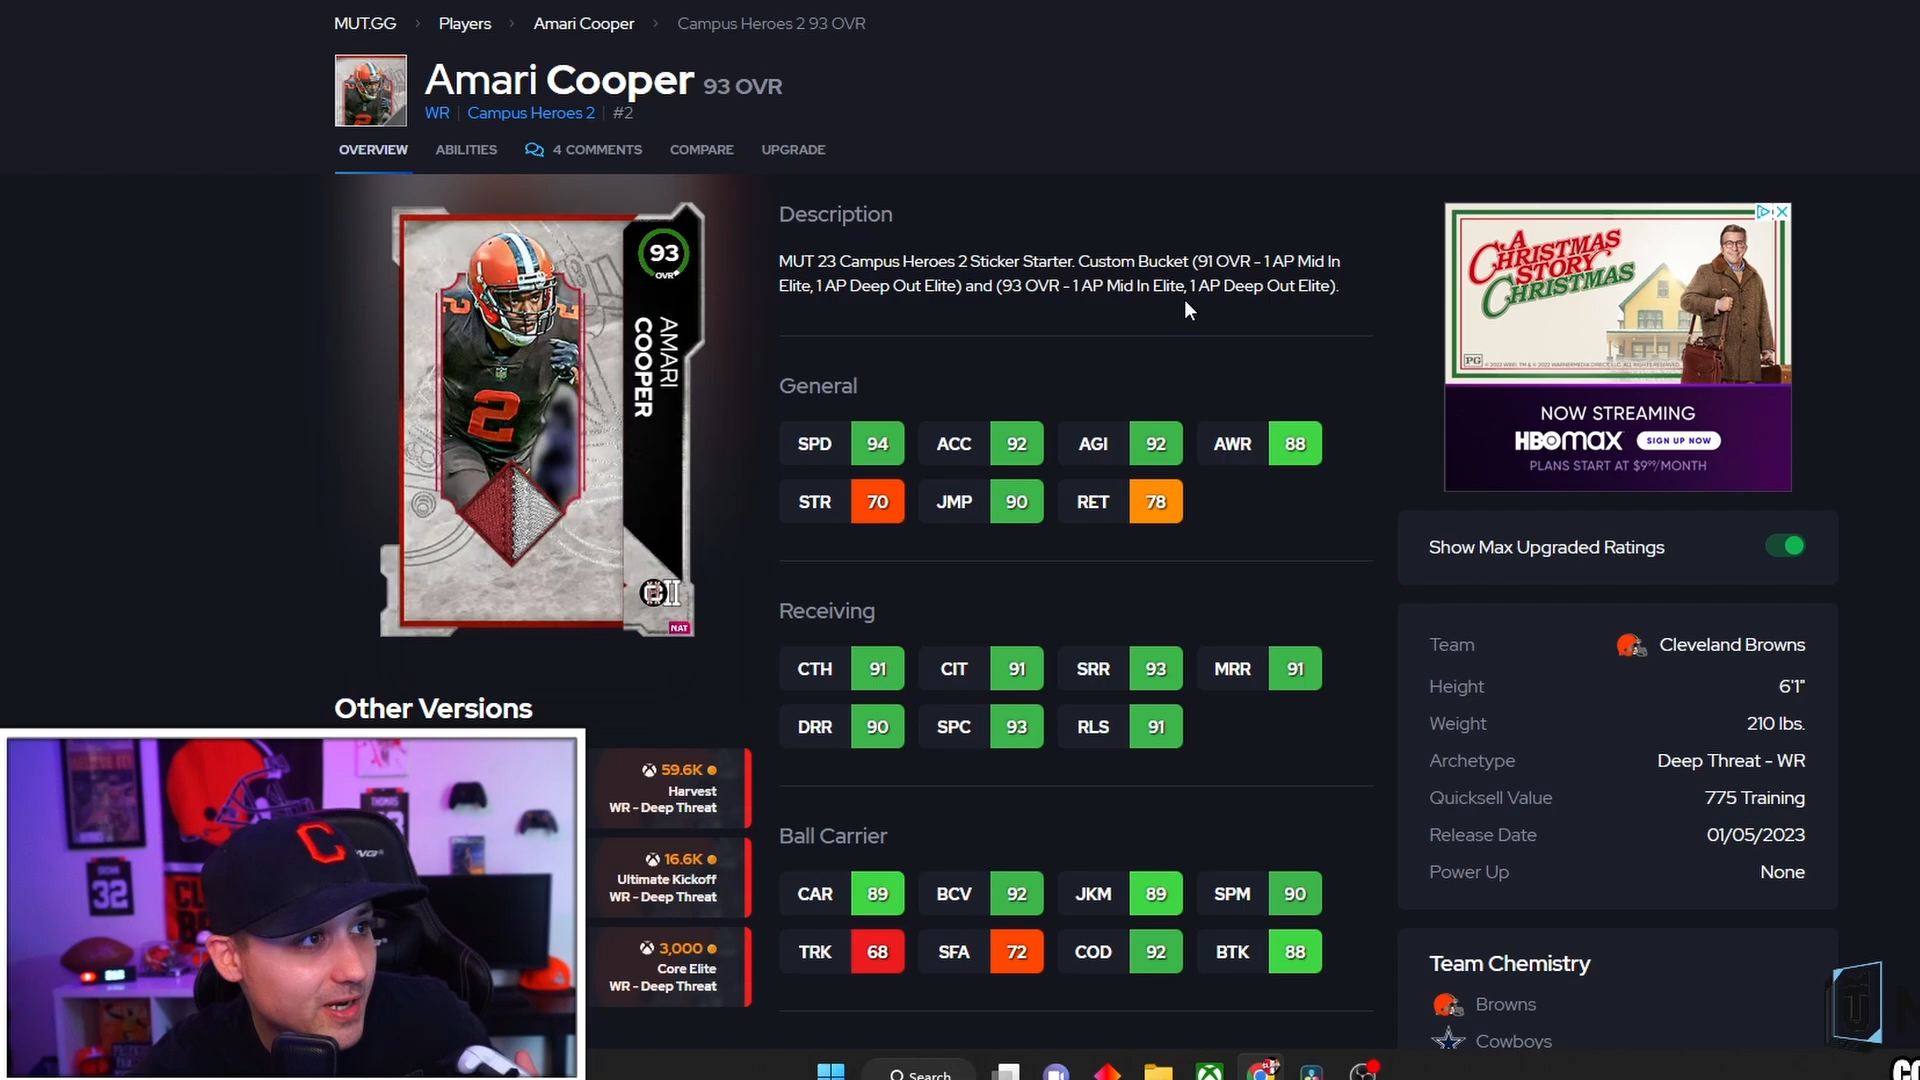 MUT.GG > Players > Amari Cooper > Campus Heroes 2 93 OVR
Amari Cooper 93 OVR
WR | Campus Heroes 2 | #2
OVERVIEW ABILITIES 4 COMMENTS COMPARE UPGRADE
93
OVR
AMARI
COOPER
2
NAT
Description
MUT 23 Campus Heroes 2 Sticker Starter. Custom Bucket (91 OVR - 1 AP Mid In
Elite, 1 AP Deep Out Elite) and (93 OVR - 1 AP Mid In Elite, 1 AP Deep Out Elite).
General
SPD 94 ACC 92 AGI 92 AWR 88
STR 70 JMP 90 RET 78
Receiving
CTH 91 CIT 91 SRR 93 MRR 91
DRR 90 SPC 93 RLS 91
Ball Carrier
CAR 89 BCV 92 JKM 89 SPM 90
TRK 68 SFA 72 COD 92 BTK 88
Other Versions
59.6K
Harvest
WR - Deep Threat
16.6K
Ultimate Kickoff
WR - Deep Threat
3,000
Core Elite
WR - Deep Threat
32
C
A
CHRISTMAS
STORY
CHRISTMAS
PG
NOW STREAMING
HBOMAX SIGN UP NOW
PLANS START AT $9.99/MONTH
Show Max Upgraded Ratings
Team Cleveland Browns
Height 6'1"
Weight 210 lbs.
Archetype Deep Threat - WR
Quicksell Value 775 Training
Release Date 01/05/2023
Power Up None
Team Chemistry
Browns
Cowboys
Search